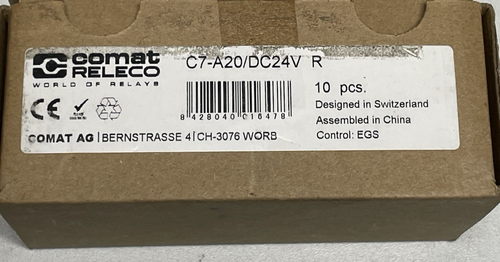 comat
RELECO
WORLD OF RELAYS
C7-A20/DC24V R
8 428040 016478
10 pcs.
Designed in Switzerland
Assembled in China
Control: EGS
CE
COMAT AG | BERNSTRASSE 4 | CH-3076 WORB